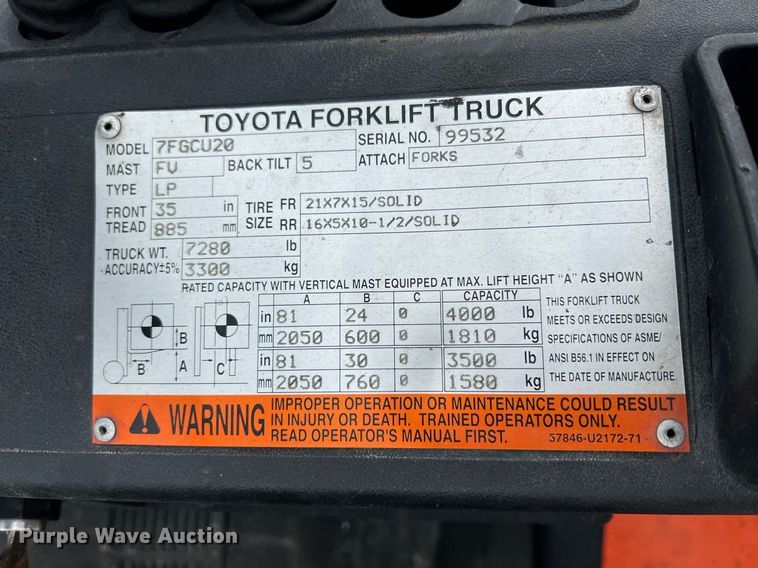 TOYOTA FORKLIFT TRUCK
MODEL 7FGCU20 SERIAL NO. 99532
MAST FV BACK TILT 5 ATTACH FORKS
TYPE LP
FRONT TREAD 35 in 885 mm
TIRE SIZE FR 21X7X15/SOLID
RR 16X5X10-1/2/SOLID
TRUCK WT. 7280 lb
ACCURACY±5% 3300 kg
RATED CAPACITY WITH VERTICAL MAST EQUIPPED AT MAX. LIFT HEIGHT "A" AS SHOWN
A B C CAPACITY
in 81 24 0 4000 lb
mm 2050 600 0 1810 kg
in 81 30 0 3500 lb
mm 2050 760 0 1580 kg
B B A C
THIS FORKLIFT TRUCK
MEETS OR EXCEEDS DESIGN
SPECIFICATIONS OF ASME/
ANSI B56.1 IN EFFECT ON
THE DATE OF MANUFACTURE.
WARNING
IMPROPER OPERATION OR MAINTENANCE COULD RESULT
IN INJURY OR DEATH. TRAINED OPERATORS ONLY.
READ OPERATOR'S MANUAL FIRST.
57846-U2172-71
Purple Wave Auction